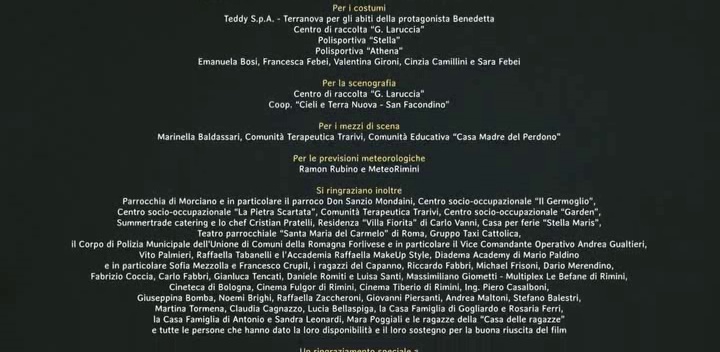 Per i costumi
Teddy S.p.A. - Terranova per gli abiti della protagonista Benedetta
Centro di raccolta "G. Laruccia"
Polisportiva "Stella"
Polisportiva "Athena"
Emanuela Bosi, Francesca Febei, Valentina Gironi, Cinzia Camillini e Sara Febei
Per la scenografia
Centro di raccolta "G. Laruccia"
Coop. "Cieli e Terra Nuova - San Facondino"
Per i mezzi di scena
Marinella Baldassari, Comunità Terapeutica Trarivi, Comunità Educativa "Casa Madre del Perdono"
Per le previsioni meteorologiche
Ramon Rubino e MeteoRimini
Si ringraziano inoltre
Parrocchia di Morciano e in particolare il parroco Don Sanzio Mondaini, Centro socio-occupazionale "Il Germoglio",
Centro socio-occupazionale "La Pietra Scartata", Comunità Terapeutica Trarivi, Centro socio-occupazionale "Garden",
Summertrade catering e lo chef Cristian Pratelli, Residenza "Villa Fiorita" di Carlo Vanni, Casa per ferie "Stella Maris",
Teatro parrocchiale "Santa Maria del Carmelo" di Roma, Gruppo Taxi Cattolica,
il Corpo di Polizia Municipale dell'Unione di Comuni della Romagna Forlivese e in particolare il Vice Comandante Operativo Andrea Gualtieri,
Vito Palmieri, Raffaella Tabanelli e l'Accademia Raffaella MakeUp Style, Diadema Academy di Mario Paldino
e in particolare Sofia Mezzolla e Francesco Crupil, i ragazzi del Capanno, Riccardo Fabbri, Michael Frisoni, Dario Merendino,
Fabrizio Coccia, Carlo Fabbri, Gianluca Tencati, Daniele Romiti e Luisa Santi, Massimiliano Giometti - Multiplex Le Befane di Rimini,
Cineteca di Bologna, Cinema Fulgor di Rimini, Cinema Tiberio di Rimini, Ing. Piero Casalboni,
Giuseppina Bomba, Noemi Brighi, Raffaella Zaccheroni, Giovanni Piersanti, Andrea Maltoni, Stefano Balestri,
Martina Tormena, Claudia Cagnazzo, Lucia Bellaspiga, la Casa Famiglia di Gogliardo e Rosaria Ferri,
la Casa Famiglia di Antonio e Sandra Leonardi, Mara Poggiali e le ragazze della "Casa delle ragazze"
e tutte le persone che hanno dato la loro disponibilità e il loro sostegno per la buona riuscita del film
Un ringraziamento speciale a